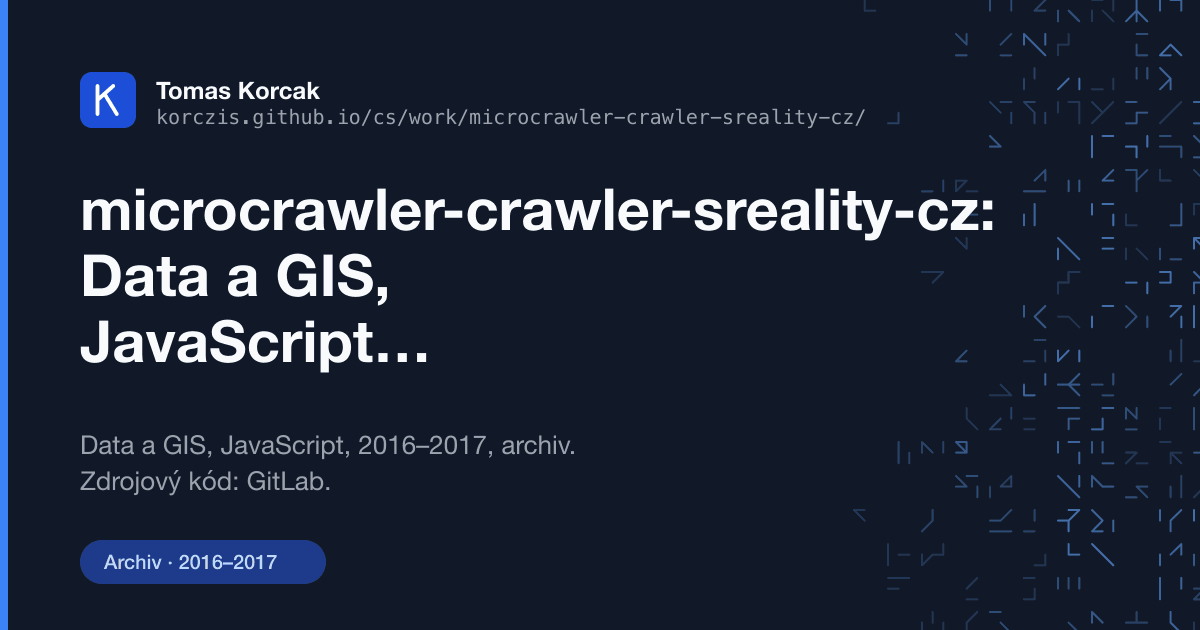 K
Tomas Korcak
korczis.github.io/cs/work/microcrawler-crawler-sreality-cz/
microcrawler-crawler-sreality-cz:
Data a GIS,
JavaScript…
Data a GIS, JavaScript, 2016–2017, archiv.
Zdrojový kód: GitLab.
Archiv · 2016–2017